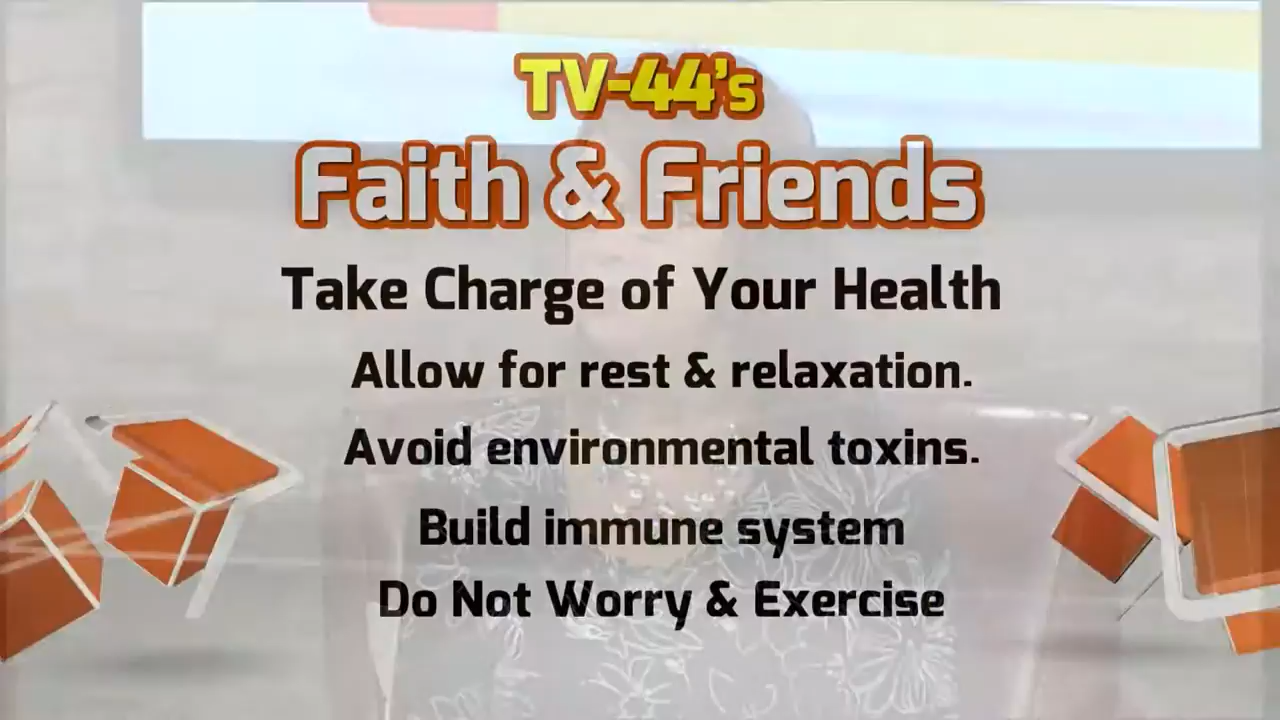 TV-44's
Faith & Friends
Take Charge of Your Health
Allow for rest & relaxation.
Avoid environmental toxins.
Build immune system
Do Not Worry & Exercise